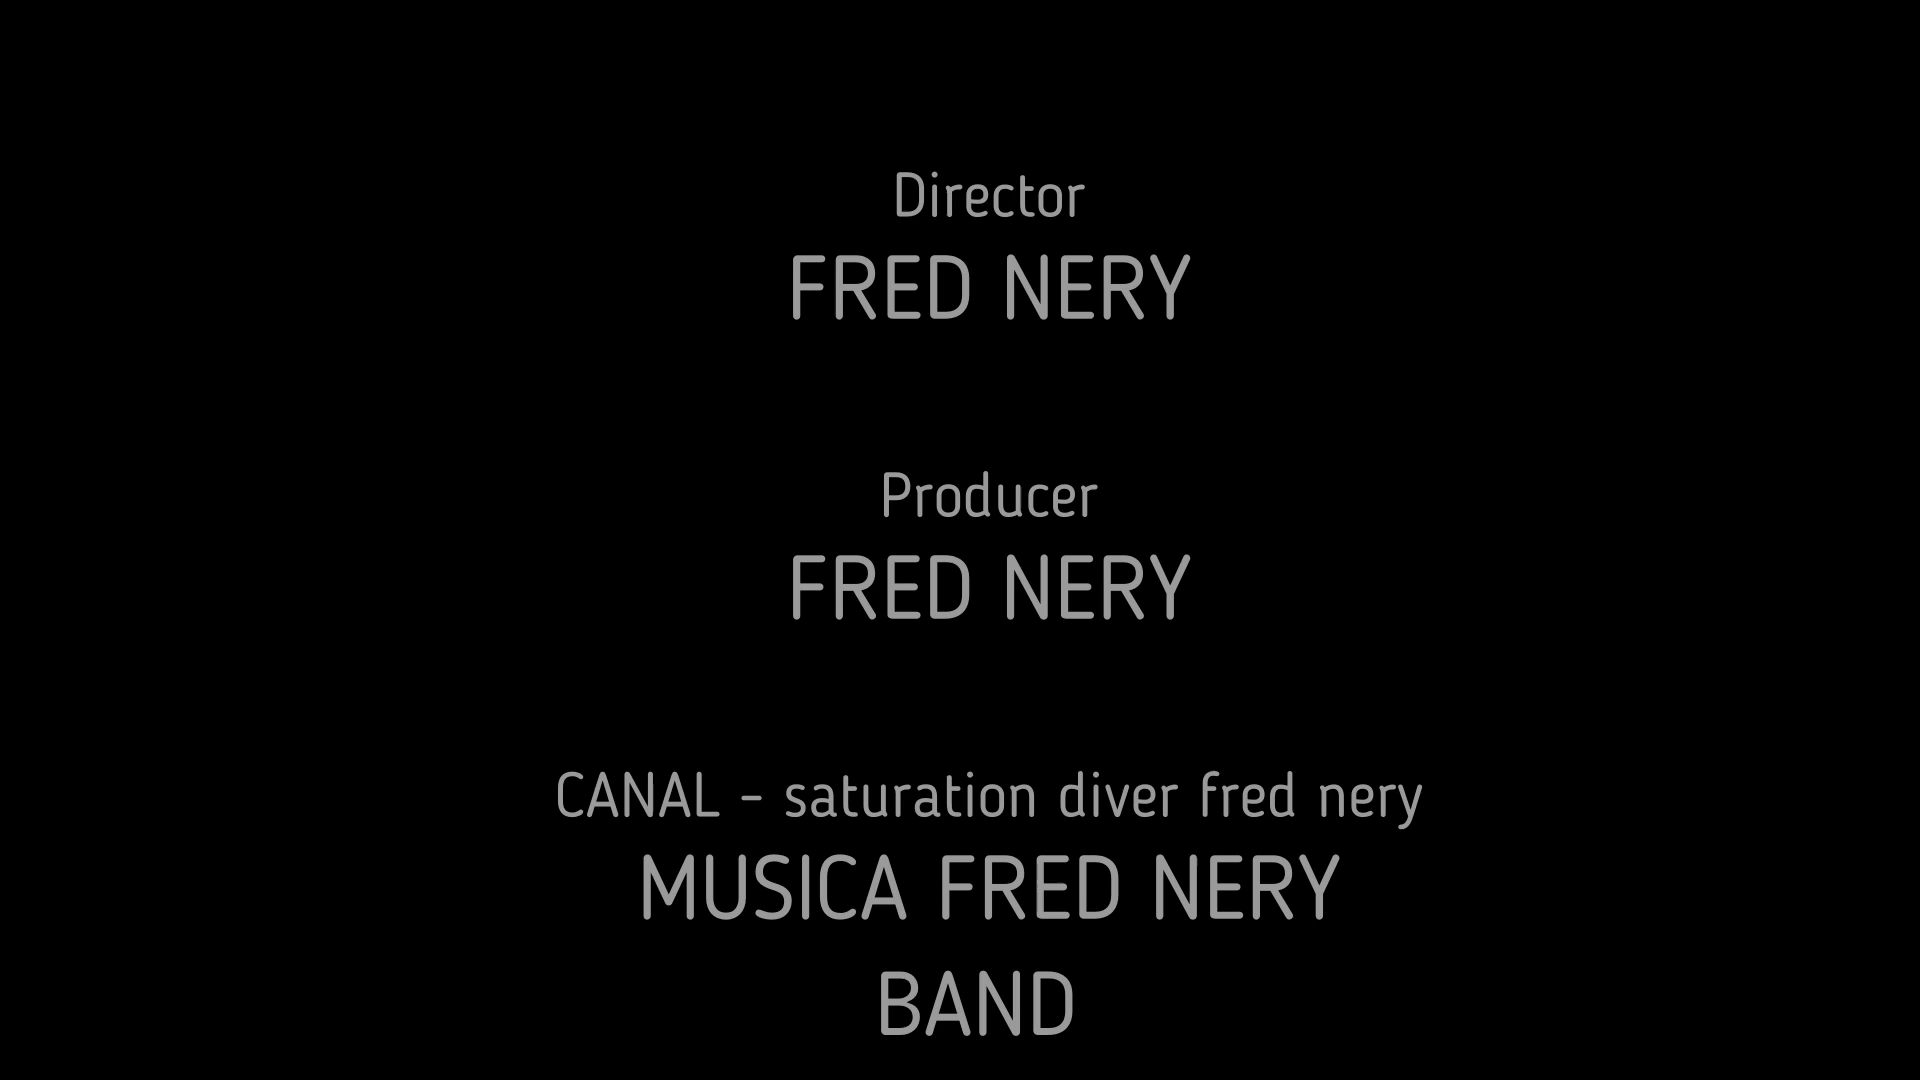 Director
FRED NERY
Producer
FRED NERY
CANAL - saturation diver fred nery
MUSICA FRED NERY
BAND